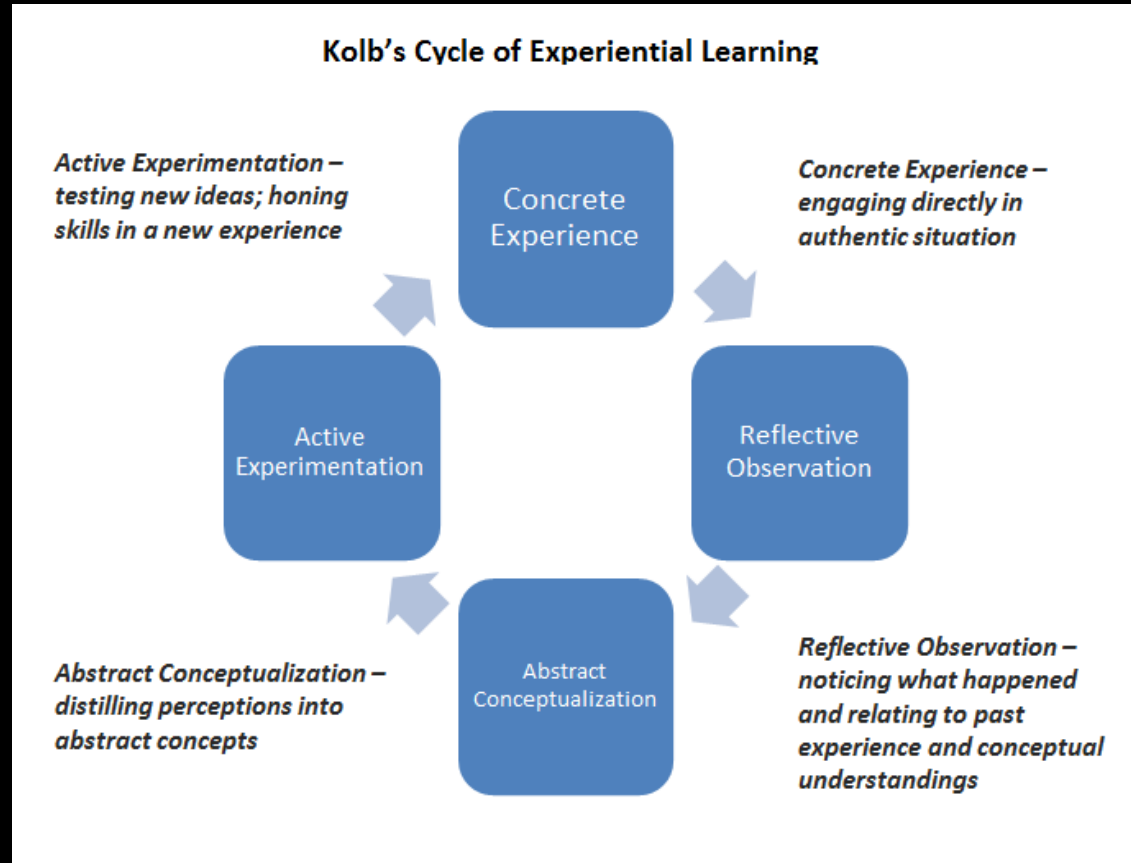 Kolb's Cycle of Experiential Learning
Active Experimentation –
testing new ideas; honing
skills in a new experience
Concrete
Experience
Concrete Experience –
engaging directly in
authentic situation
Active
Experimentation
Reflective
Observation
Abstract Conceptualization –
distilling perceptions into
abstract concepts
Abstract
Conceptualization
Reflective Observation –
noticing what happened
and relating to past
experience and conceptual
understandings